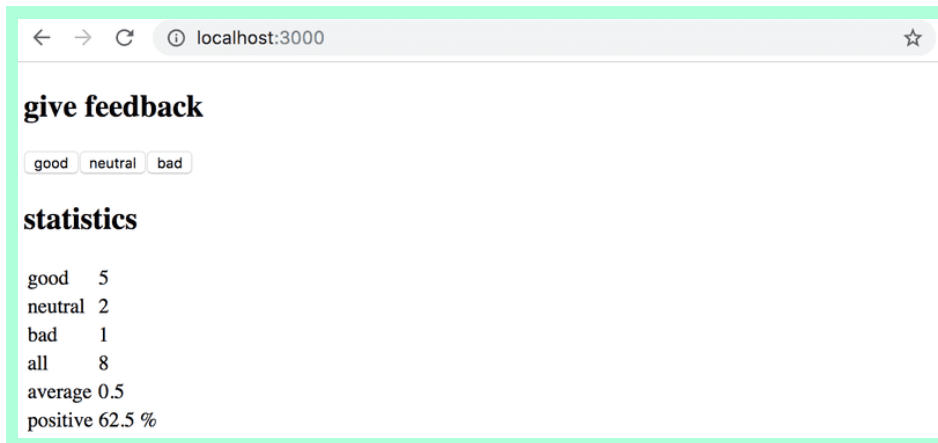 localhost:3000
give feedback
good neutral bad
statistics
good 5
neutral 2
bad 1
all 8
average 0.5
positive 62.5 %